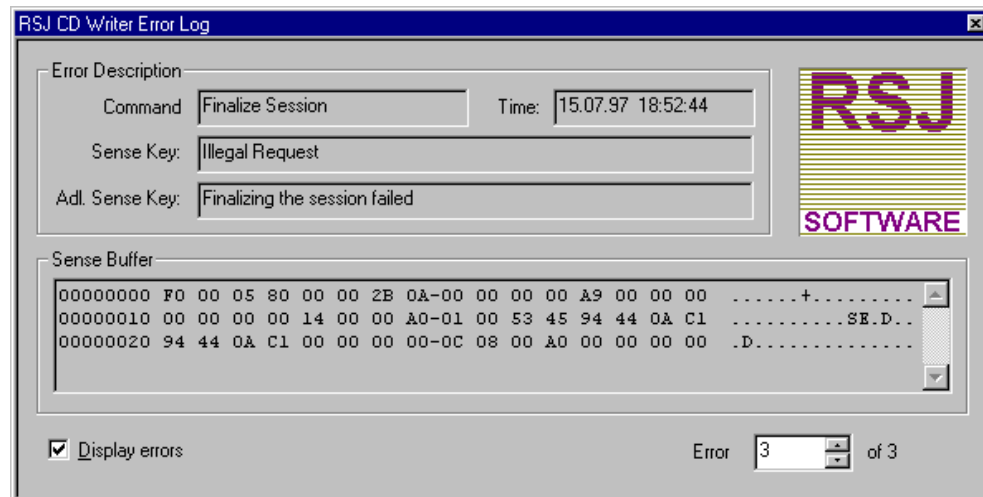 RSJ CD Writer Error Log
Error Description
Command Finalize Session Time: 15.07.97 18:52:44
Sense Key: Illegal Request
Adl. Sense Key: Finalizing the session failed
RSJ
SOFTWARE
Sense Buffer
00000000 F0 00 05 80 00 00 2B 0A-00 00 00 00 A9 00 00 00 ......+.........
00000010 00 00 00 00 14 00 00 A0-01 00 53 45 94 44 0A C1 ..........SE.D..
00000020 94 44 0A C1 00 00 00 00-0C 08 00 A0 00 00 00 00 .D..............
Display errors Error 3 of 3